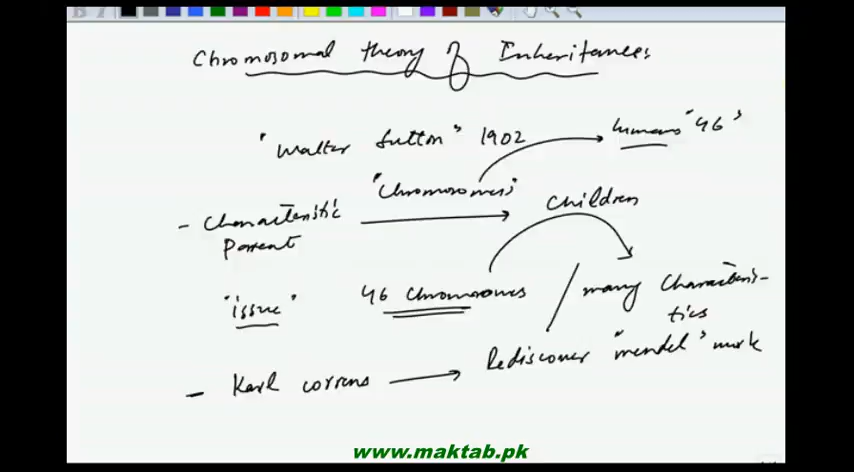 Chromosomal theory of Inheritances
"Walter Sutton" 1902
humans "46"
"Chromosomes"
- Characteristic Parent
Children
"issue"
46 Chromosomes / many Characteris-
tics
- Karl correns → Rediscover "mendel" work
www.maktab.pk